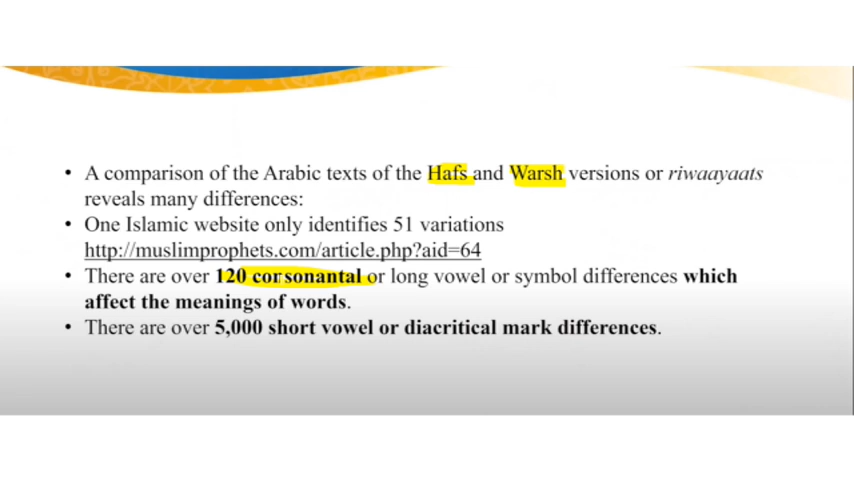 • A comparison of the Arabic texts of the Hafs and Warsh versions or riwaayaats
reveals many differences:
• One Islamic website only identifies 51 variations
http://muslimprophets.com/article.php?aid=64
• There are over 120 consonantal or long vowel or symbol differences which
affect the meanings of words.
• There are over 5,000 short vowel or diacritical mark differences.